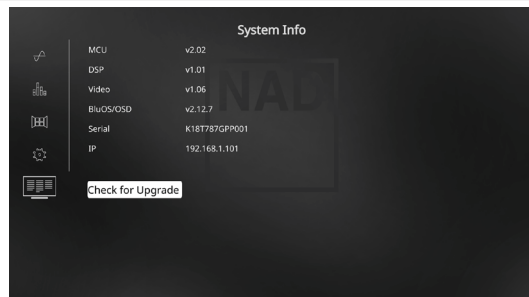 System Info
MCU v2.02
DSP v1.01
Video v1.06
BluOS/OSD v2.12.7
Serial K18T787GPP001
IP 192.168.1.101
NAD
Check for Upgrade